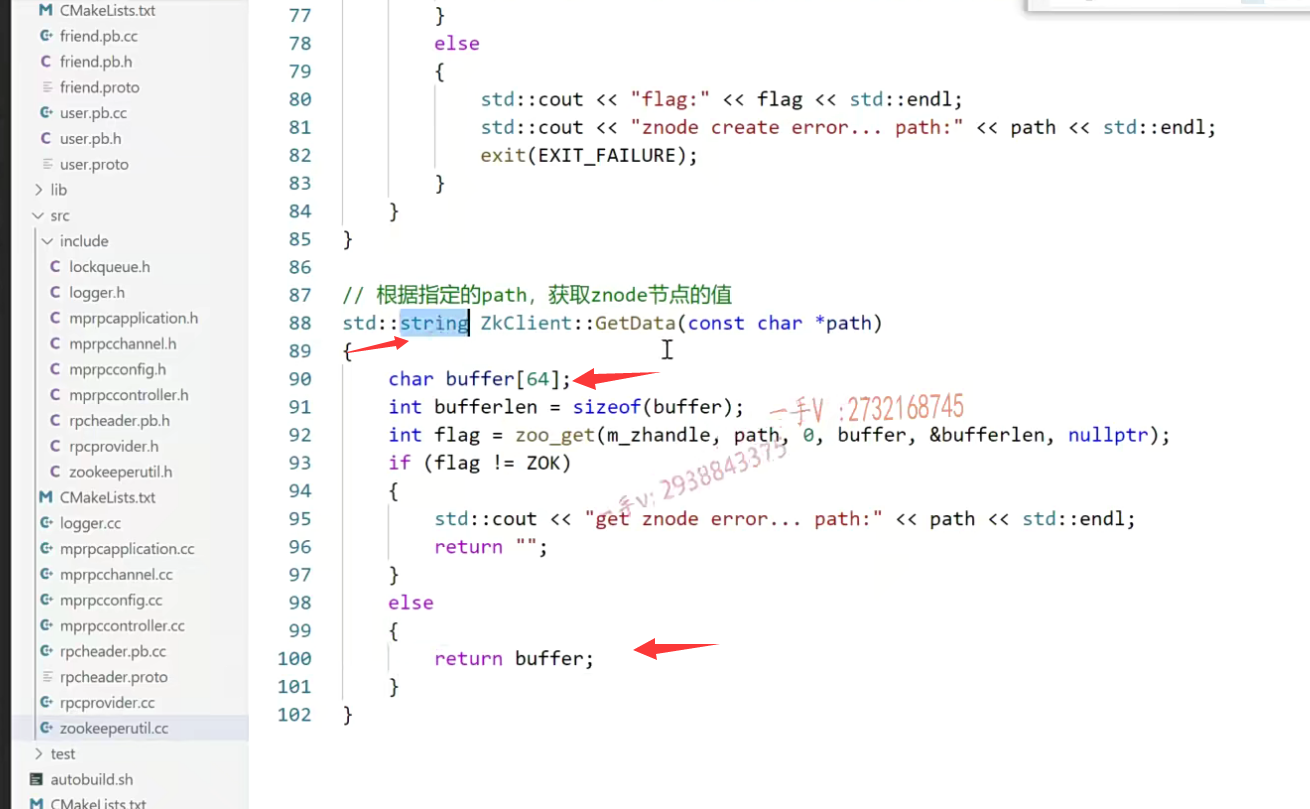 CMakeLists.txt
friend.pb.cc
friend.pb.h
friend.proto
user.pb.cc
user.pb.h
user.proto
lib
src
include
lockqueue.h
logger.h
mprpcapplication.h
mprpcchannel.h
mprpcconfig.h
mprpccontroller.h
rpcheader.pb.h
rpcprovider.h
zookeeperutil.h
CMakeLists.txt
logger.cc
mprpcapplication.cc
mprpcchannel.cc
mprpcconfig.cc
mprpccontroller.cc
rpcheader.pb.cc
rpcheader.proto
rpcprovider.cc
zookeeperutil.cc
test
autobuild.sh
CMakeLists.txt
77 }
78 else
79 {
80 std::cout << "flag:" << flag << std::endl;
81 std::cout << "znode create error... path:" << path << std::endl;
82 exit(EXIT_FAILURE);
83 }
84 }
85 }
86
87 // 根据指定的path，获取znode节点的值
88 std::string ZkClient::GetData(const char *path)
89 {
90 char buffer[64];
91 int bufferlen = sizeof(buffer);
92 int flag = zoo_get(m_zhandle, path, 0, buffer, &bufferlen, nullptr);
93 if (flag != ZOK)
94 {
95 std::cout << "get znode error... path:" << path << std::endl;
96 return "";
97 }
98 else
99 {
100 return buffer;
101 }
102 }
一手V :2732168745
一手v: 2938843375